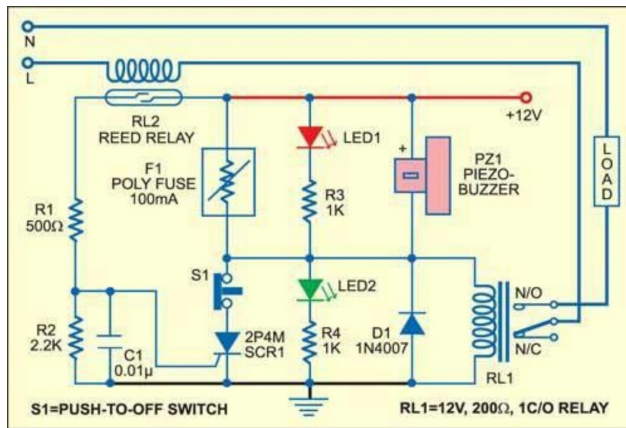 N
L
RL2
REED RELAY
+12V
LED1
F1
POLY FUSE
100mA
+
PZ1
PIEZO-
BUZZER
LOAD
R1
500Ω
R3
1K
S1
LED2
N/O
R2
2.2K
C1
0.01µ
2P4M
SCR1
R4
1K
D1
1N4007
N/C
RL1
S1=PUSH-TO-OFF SWITCH
RL1=12V, 200Ω, 1C/O RELAY